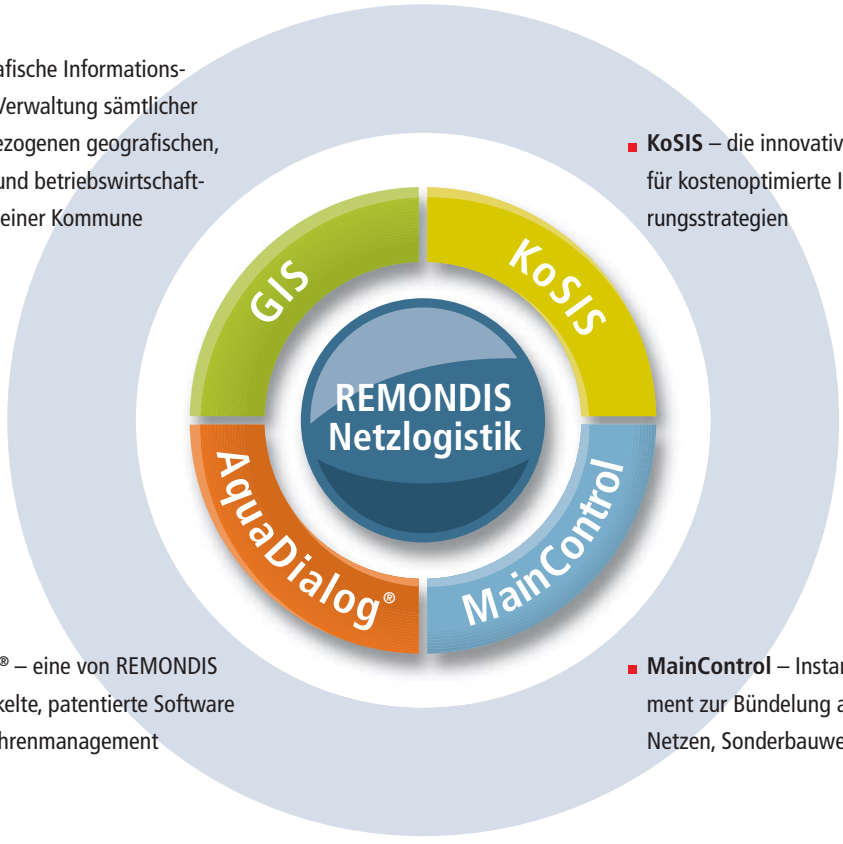 afische Informations-
Verwaltung sämtlicher
ezogenen geografischen,
und betriebswirtschaft-
einer Kommune
KoSIS – die innovativ
für kostenoptimierte I
rungsstrategien
GIS
KoSIS
REMONDIS
Netzlogistik
AquaDialog®
MainControl
® – eine von REMONDIS
kelte, patentierte Software
hrenmanagement
MainControl – Instan
ment zur Bündelung a
Netzen, Sonderbauwe